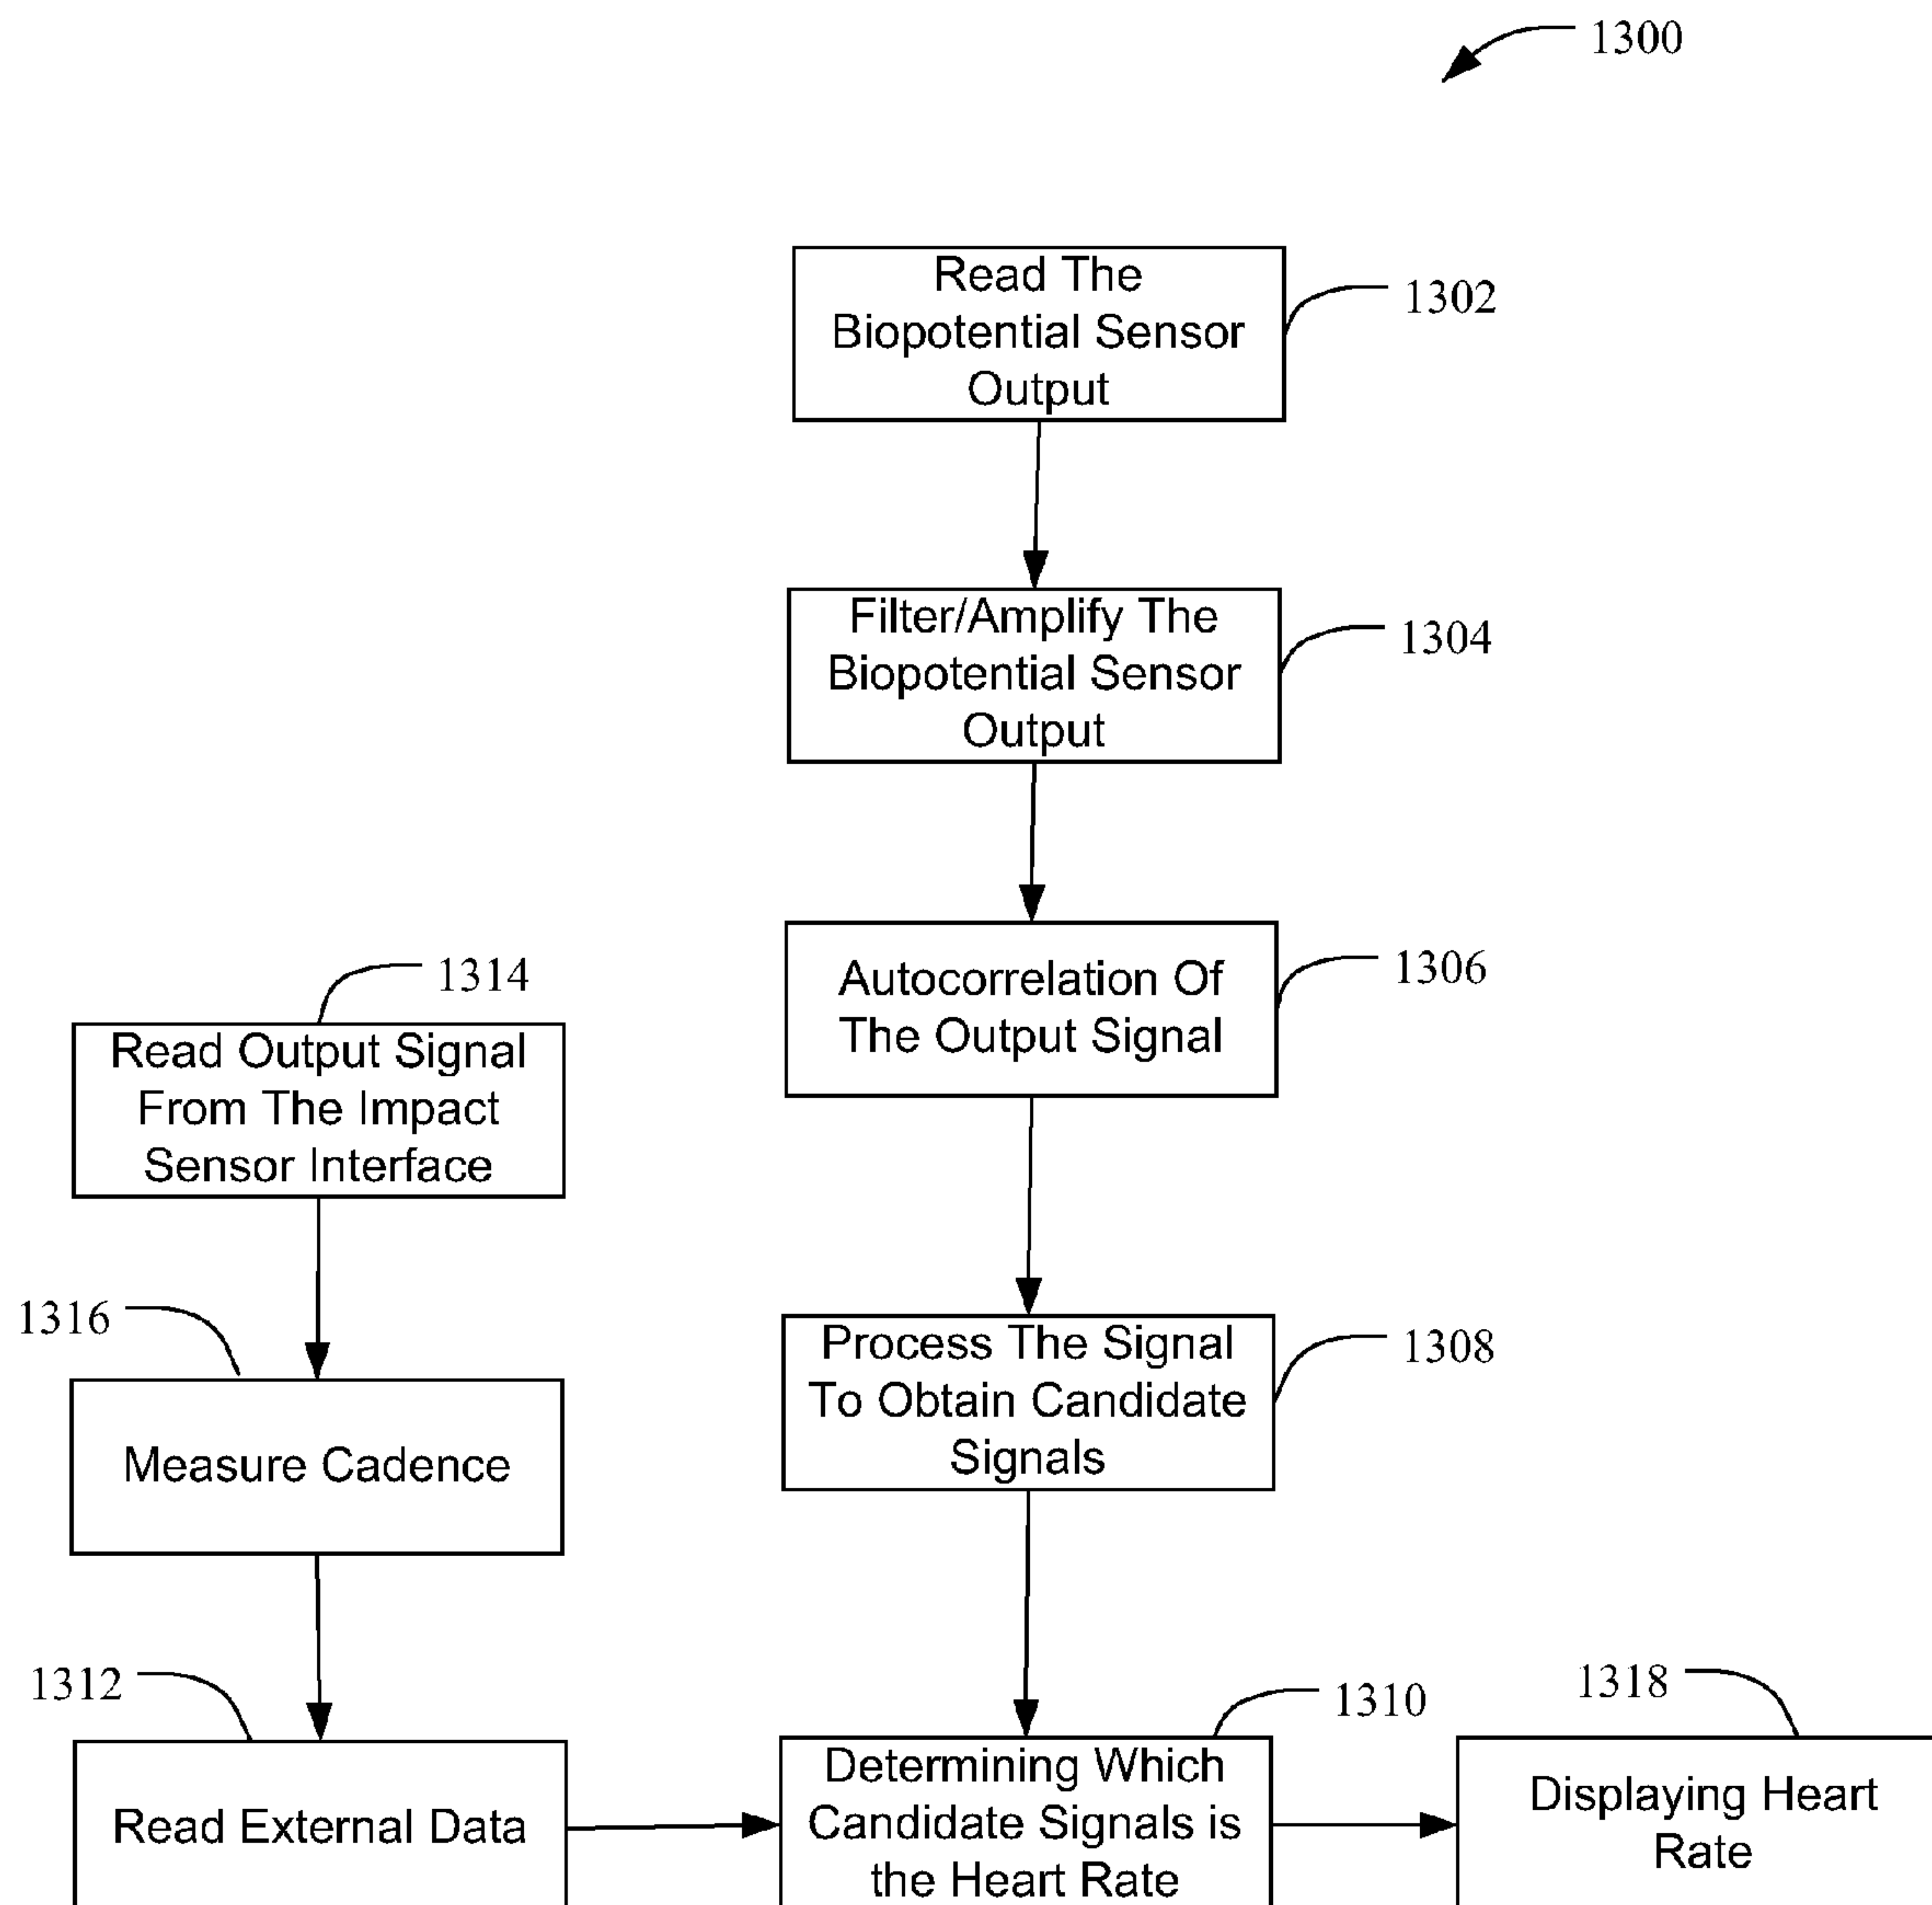 1300
Read The
Biopotential Sensor
Output
1302
Filter/Amplify The
Biopotential Sensor
Output
1304
Autocorrelation Of
The Output Signal
1306
1314
Read Output Signal
From The Impact
Sensor Interface
1316
Measure Cadence
Process The Signal
To Obtain Candidate
Signals
1308
1312
Read External Data
1310
Determining Which
Candidate Signals is
the Heart Rate
1318
Displaying Heart
Rate